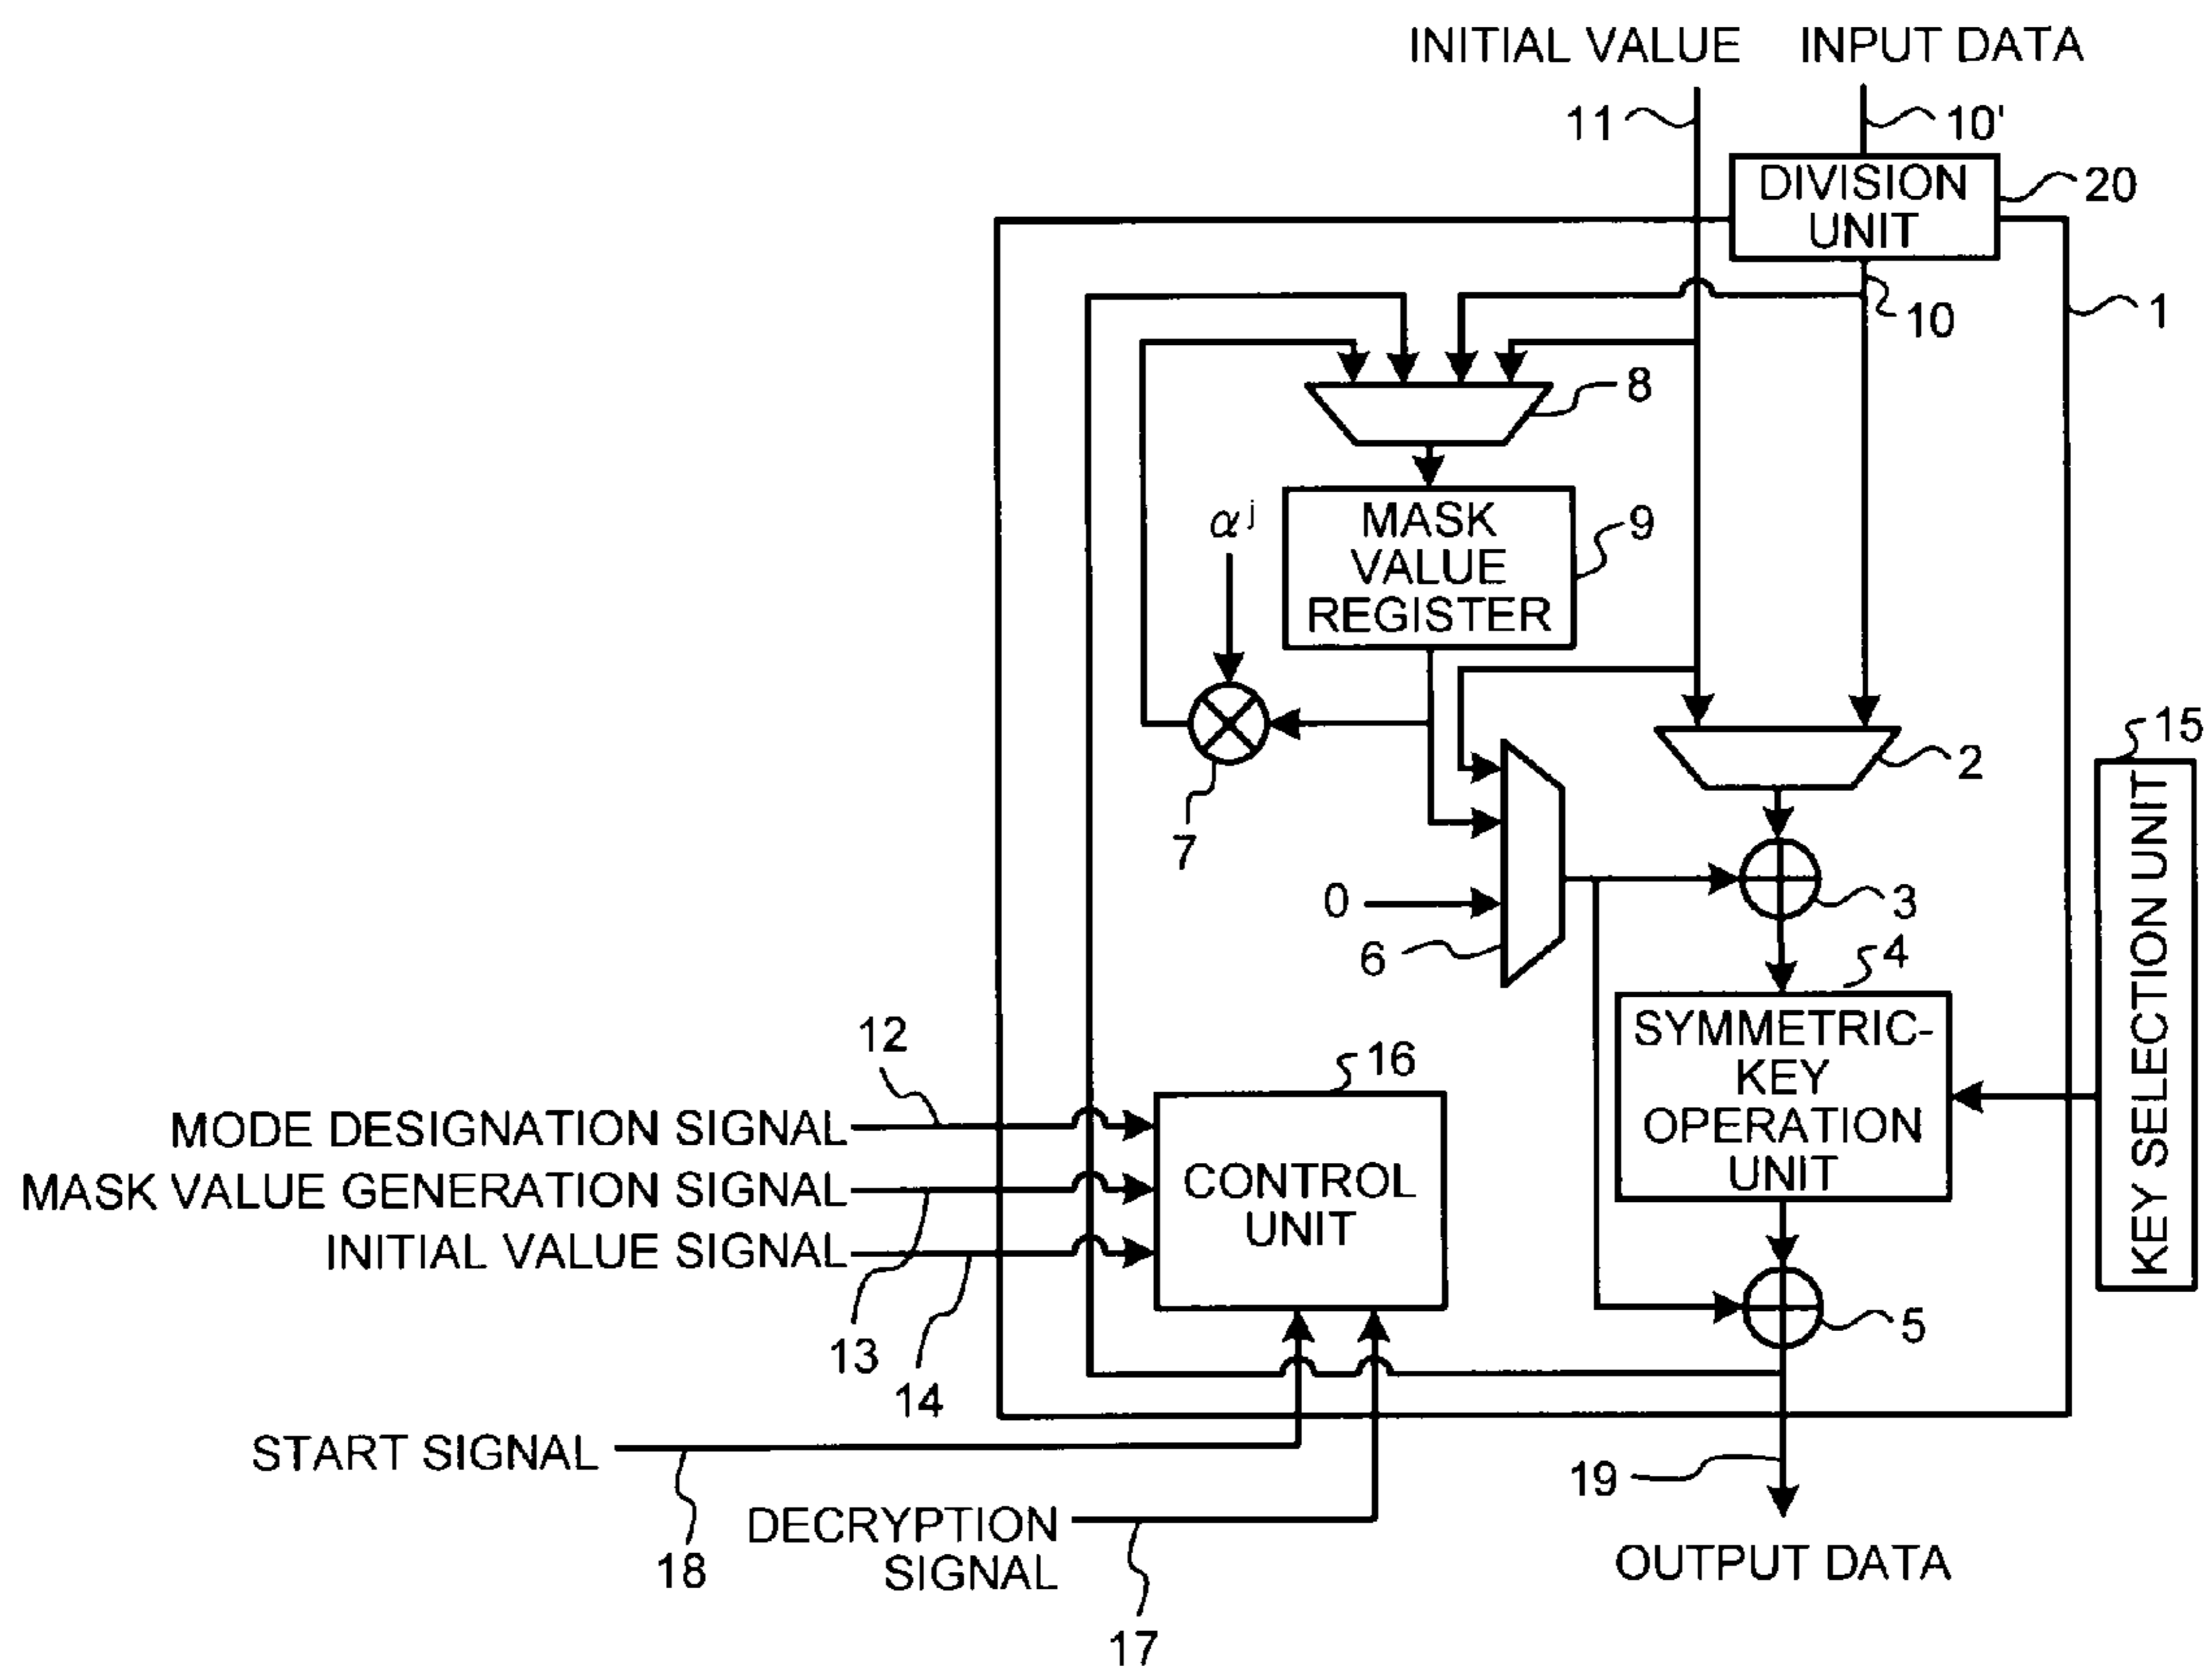 INITIAL VALUE
INPUT DATA
11
10'
DIVISION
UNIT
20
10
1
8
α j
MASK
VALUE
REGISTER
9
7
2
15
0
6
3
KEY SELECTION UNIT
4
SYMMETRIC-
KEY
OPERATION
UNIT
12
16
MODE DESIGNATION SIGNAL
MASK VALUE GENERATION SIGNAL
INITIAL VALUE SIGNAL
CONTROL
UNIT
13
14
5
START SIGNAL
18
DECRYPTION
SIGNAL
17
19
OUTPUT DATA